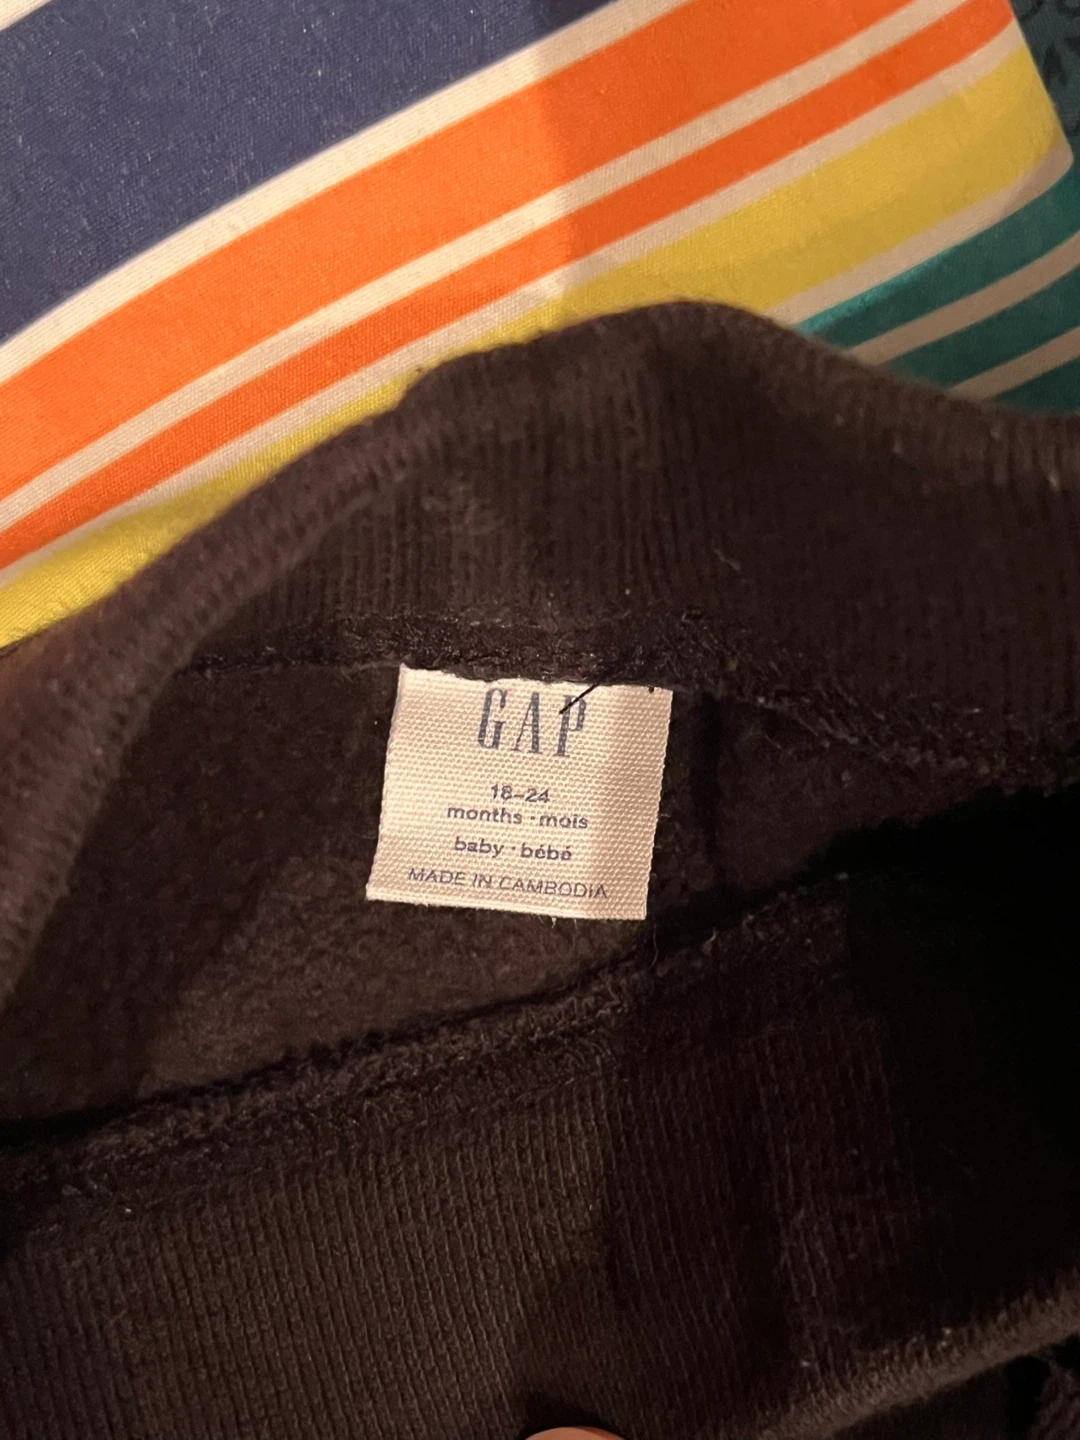 GAP
18-24
months · mois
baby · bébé
MADE IN CAMBODIA